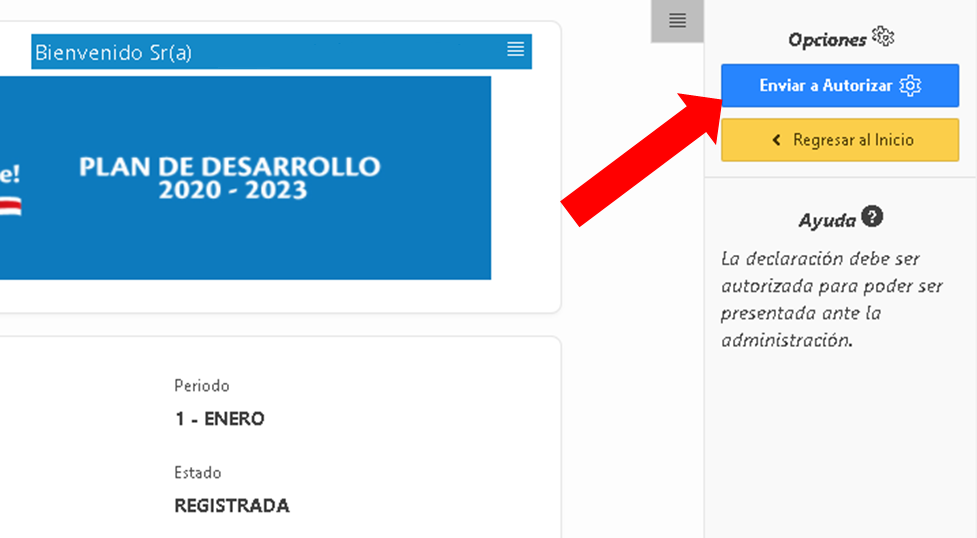 Bienvenido Sr(a)
e!
PLAN DE DESARROLLO
2020 - 2023
Periodo
1 - ENERO
Estado
REGISTRADA
Opciones
Enviar a Autorizar
Regresar al Inicio
Ayuda
La declaración debe ser
autorizada para poder ser
presentada ante la
administración.